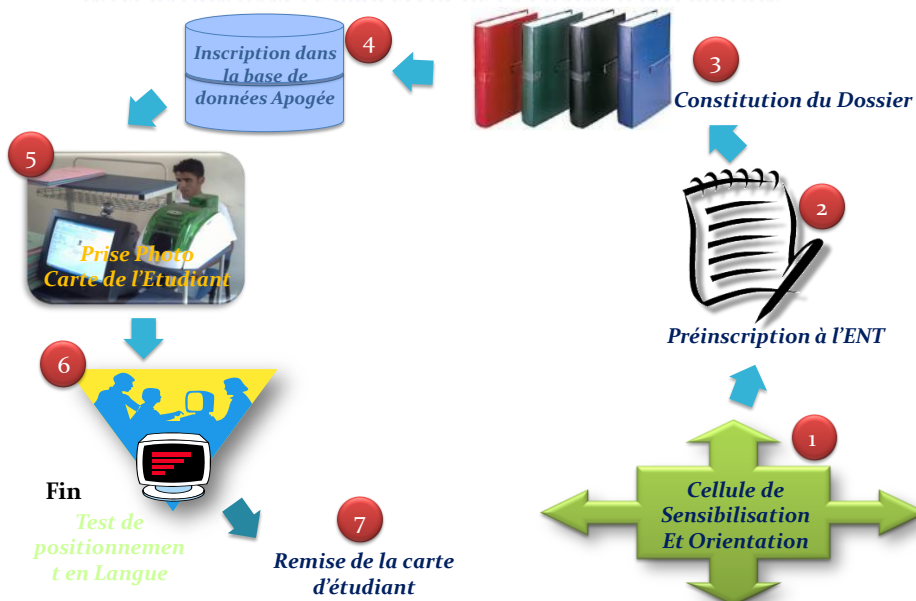 4
Inscription dans
la base de
données Apogée
3
Constitution du Dossier
5
Prise Photo
Carte de l'Etudiant
2
Préinscription à l'ENT
6
1
Cellule de
Sensibilisation
Et Orientation
Fin
Test de
positionnemen
t en Langue
7
Remise de la carte
d'étudiant